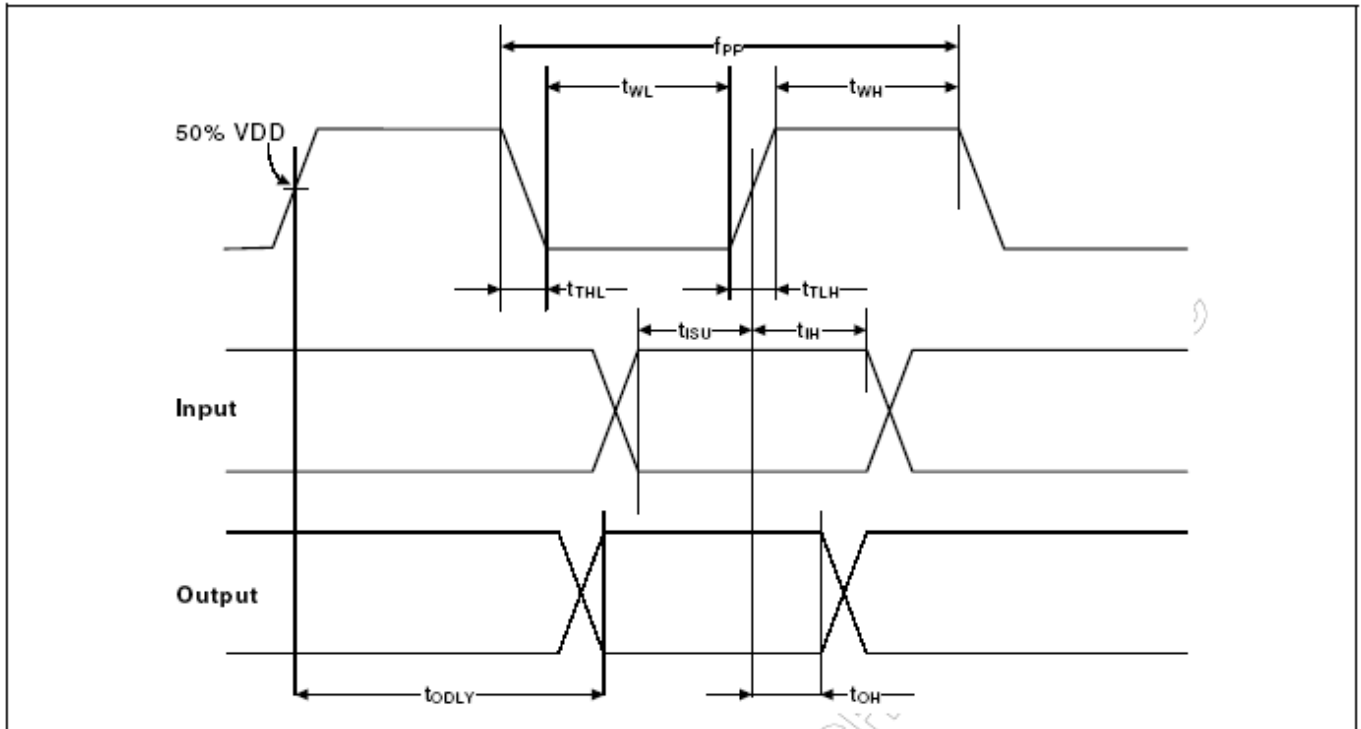 fPP
tWL
tWH
50% VDD
tTHL
tTLH
tISU
tIH
Input
Output
tODLY
tOH